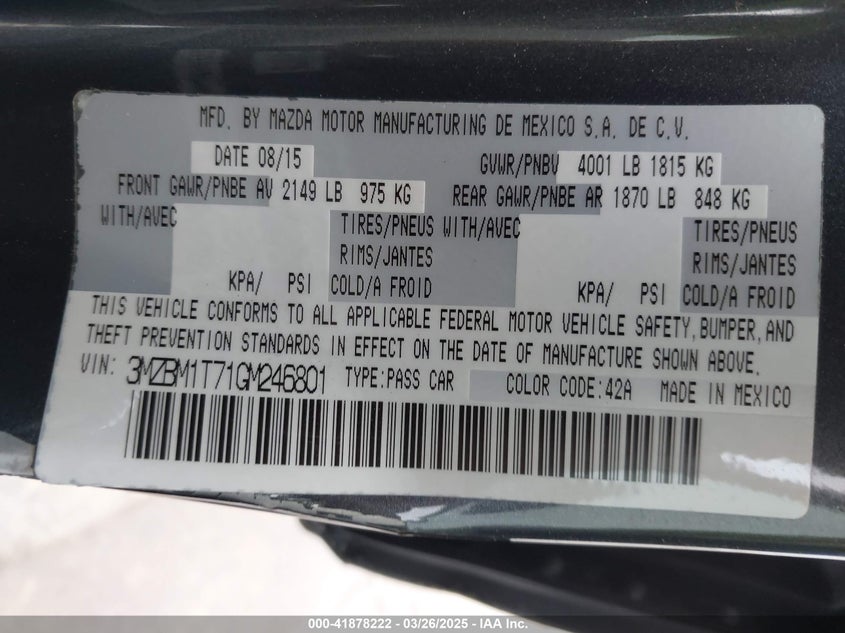 MFD. BY MAZDA MOTOR MANUFACTURING DE MEXICO S.A. DE C.V.
DATE 08/15 GVWR/PNBV 4001 LB 1815 KG
FRONT GAWR/PNBE AV 2149 LB 975 KG REAR GAWR/PNBE AR 1870 LB 848 KG
WITH/AVEC TIRES/PNEUS WITH/AVEC TIRES/PNEUS
RIMS/JANTES RIMS/JANTES
KPA/ PSI COLD/A FROID KPA/ PSI COLD/A FROID
THIS VEHICLE CONFORMS TO ALL APPLICABLE FEDERAL MOTOR VEHICLE SAFETY, BUMPER, AND
THEFT PREVENTION STANDARDS IN EFFECT ON THE DATE OF MANUFACTURE SHOWN ABOVE.
VIN: 3MZBM1T71GM246801 TYPE:PASS CAR COLOR CODE:42A MADE IN MEXICO
000-41878222 - 03/26/2025 - IAA Inc.